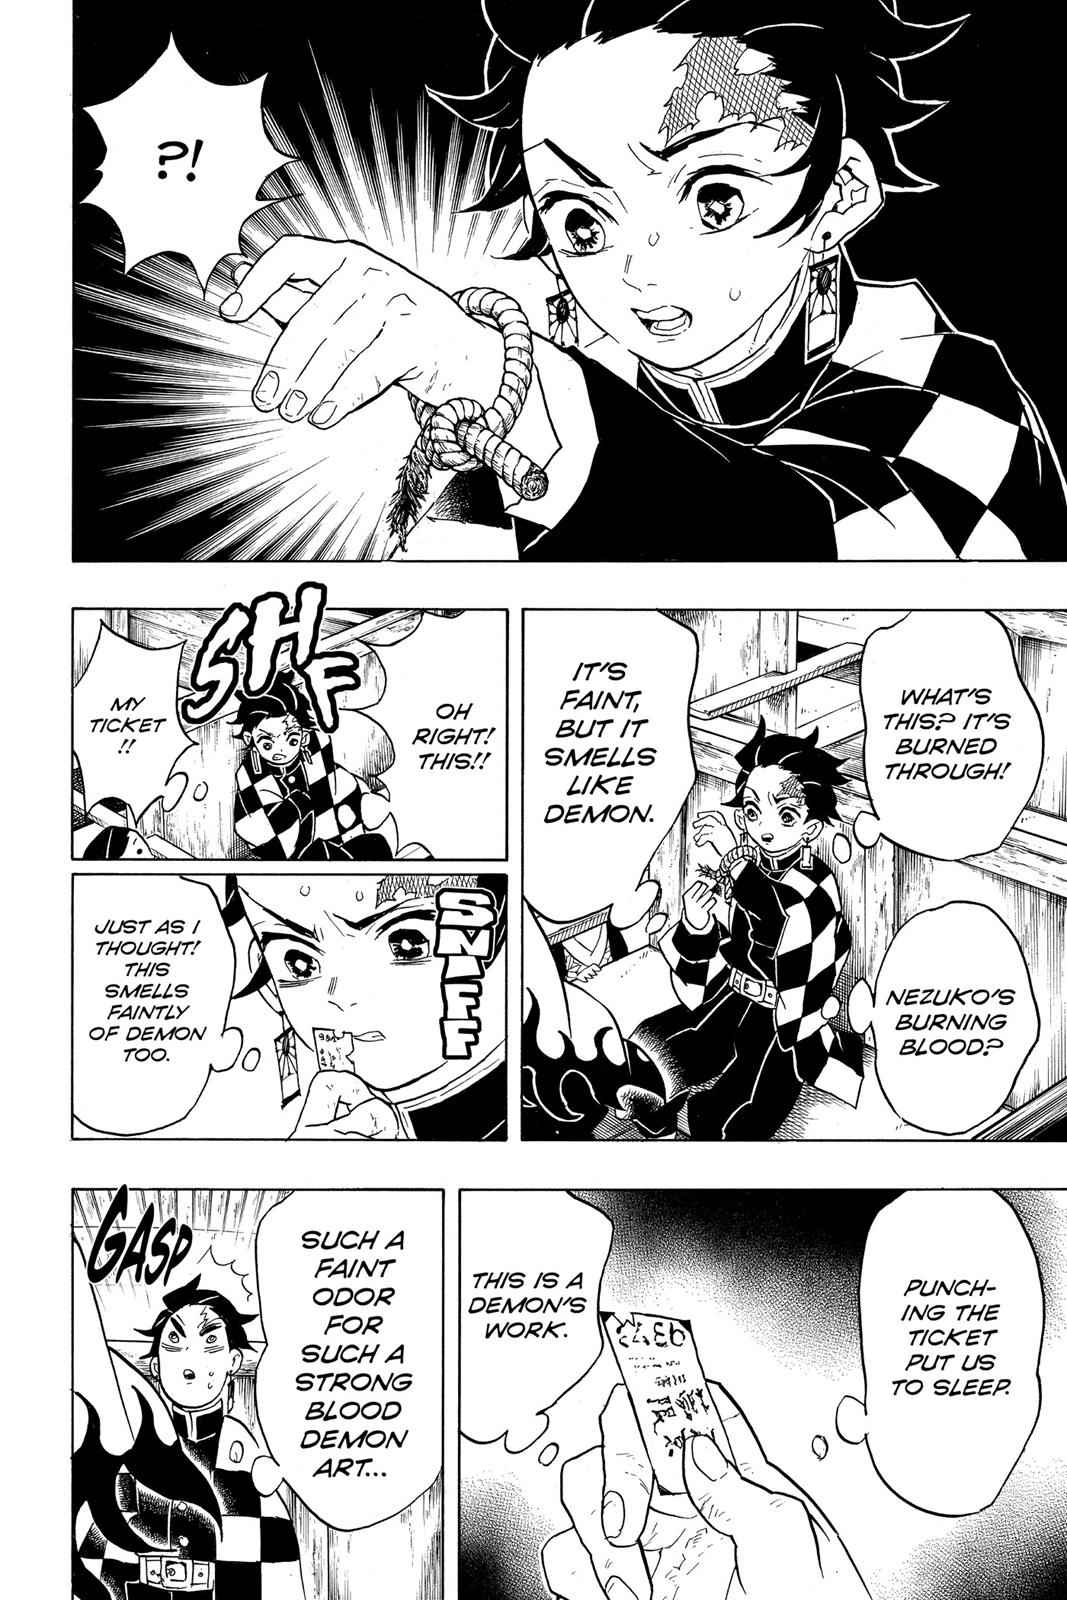 ?!
WHAT'S
THIS? IT'S
BURNED
THROUGH!
IT'S
FAINT,
BUT IT
SMELLS
LIKE
DEMON.
NEZUKO'S
BURNING
BLOOD?
OH
RIGHT!
THIS!!
SHF
MY
TICKET
!!
SNIFF
JUST AS I
THOUGHT!
THIS
SMELLS
FAINTLY
OF DEMON
TOO.
PUNCH-
ING THE
TICKET
PUT US
TO SLEEP.
THIS IS A
DEMON'S
WORK.
SUCH A
FAINT
ODOR
FOR
SUCH A
STRONG
BLOOD
DEMON
ART...
GASP